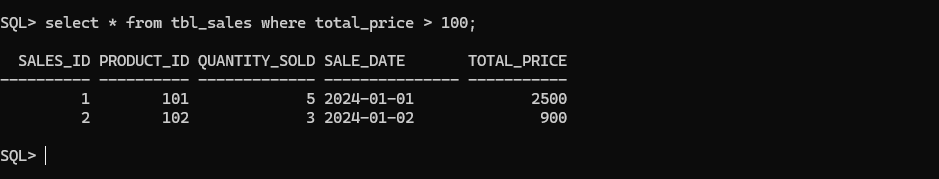 SQL> select * from tbl_sales where total_price > 100;
  SALES_ID PRODUCT_ID QUANTITY_SOLD SALE_DATE       TOTAL_PRICE
---------- ---------- ------------- --------------- -----------
         1        101             5 2024-01-01             2500
         2        102             3 2024-01-02              900
SQL>